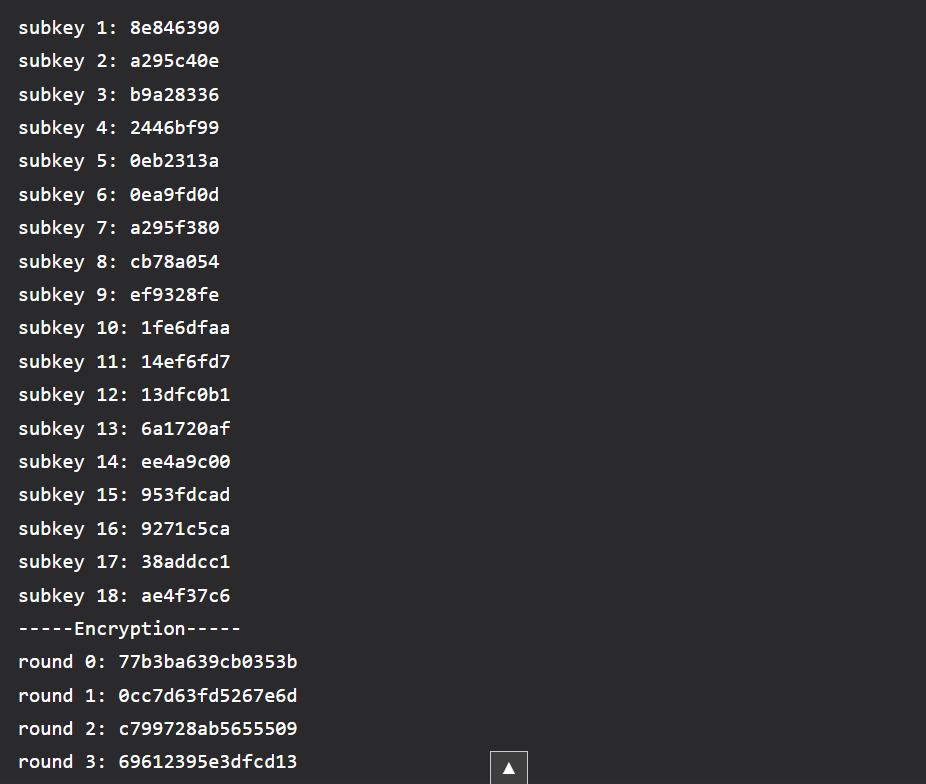 subkey 1: 8e846390
subkey 2: a295c40e
subkey 3: b9a28336
subkey 4: 2446bf99
subkey 5: 0eb2313a
subkey 6: 0ea9fd0d
subkey 7: a295f380
subkey 8: cb78a054
subkey 9: ef9328fe
subkey 10: 1fe6dfaa
subkey 11: 14ef6fd7
subkey 12: 13dfc0b1
subkey 13: 6a1720af
subkey 14: ee4a9c00
subkey 15: 953fdcad
subkey 16: 9271c5ca
subkey 17: 38addcc1
subkey 18: ae4f37c6
-----Encryption-----
round 0: 77b3ba639cb0353b
round 1: 0cc7d63fd5267e6d
round 2: c799728ab5655509
round 3: 69612395e3dfcd13